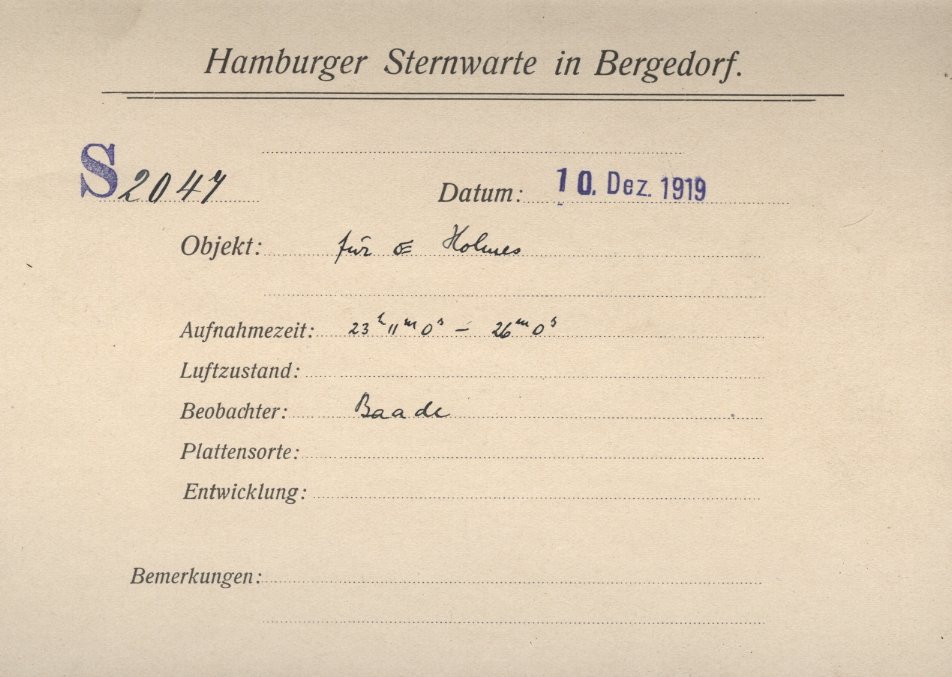 Hamburger Sternwarte in Bergedorf.
S 2047
Datum: 10. Dez. 1919
Objekt: für Holmes
Aufnahmezeit: 23ʰ 11ᵐ 0ˢ – 26ᵐ 0ˢ
Luftzustand:
Beobachter: Baade
Plattensorte:
Entwicklung:
Bemerkungen: